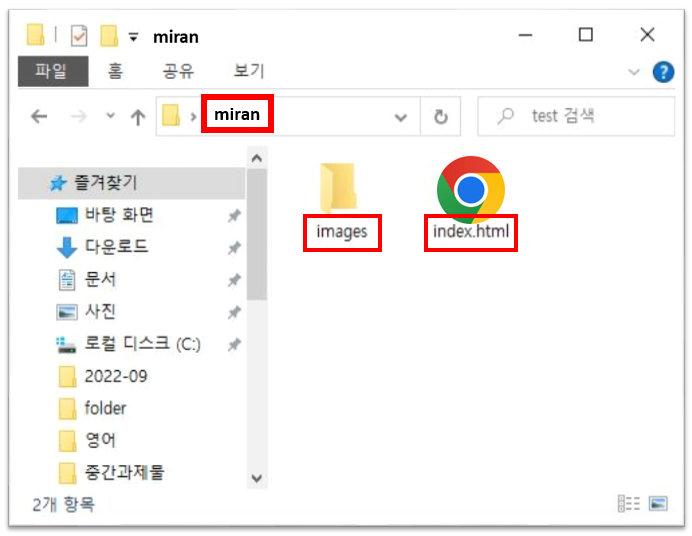 miran
파일 홈 공유 보기
miran test 검색
즐겨찾기
바탕 화면
다운로드
문서
사진
로컬 디스크 (C:)
2022-09
folder
영어
중간과제물
images index.html
2개 항목